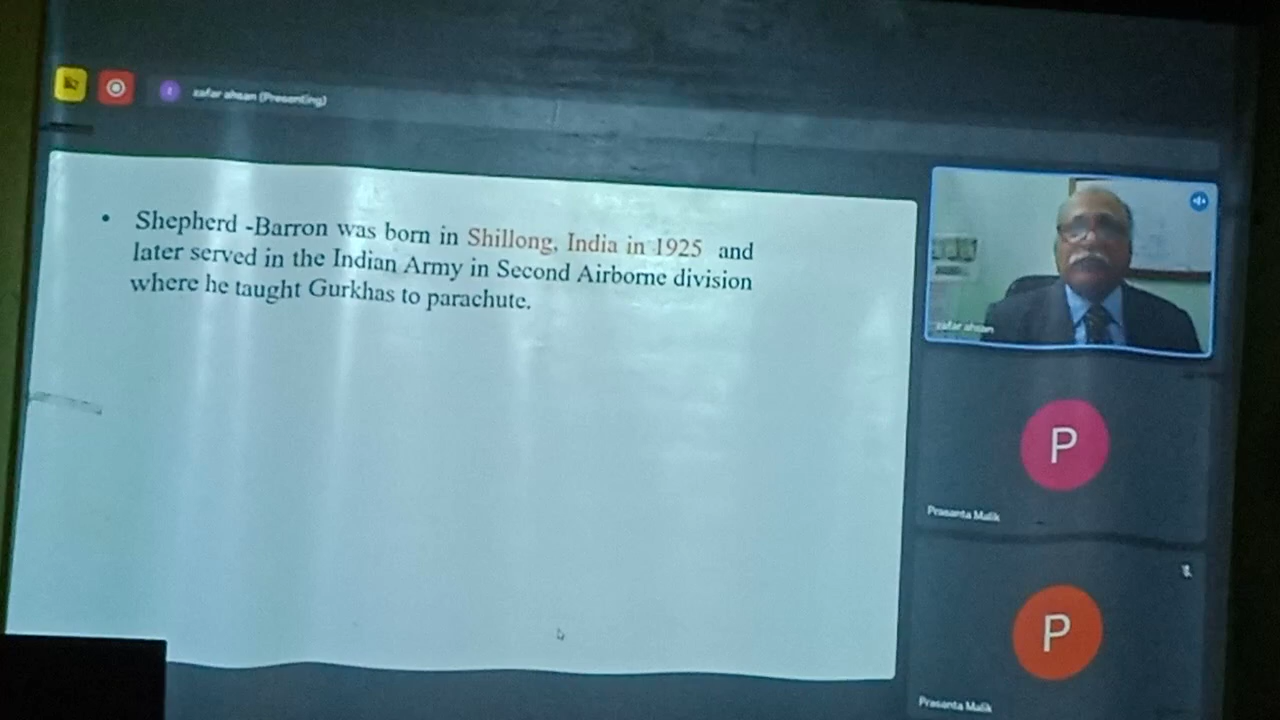 zafar ahsan (Presenting)
• Shepherd -Barron was born in Shillong, India in 1925 and
later served in the Indian Army in Second Airborne division
where he taught Gurkhas to parachute.
zafar ahsan
P
Prasanta Malik
P
Prasanta Malik